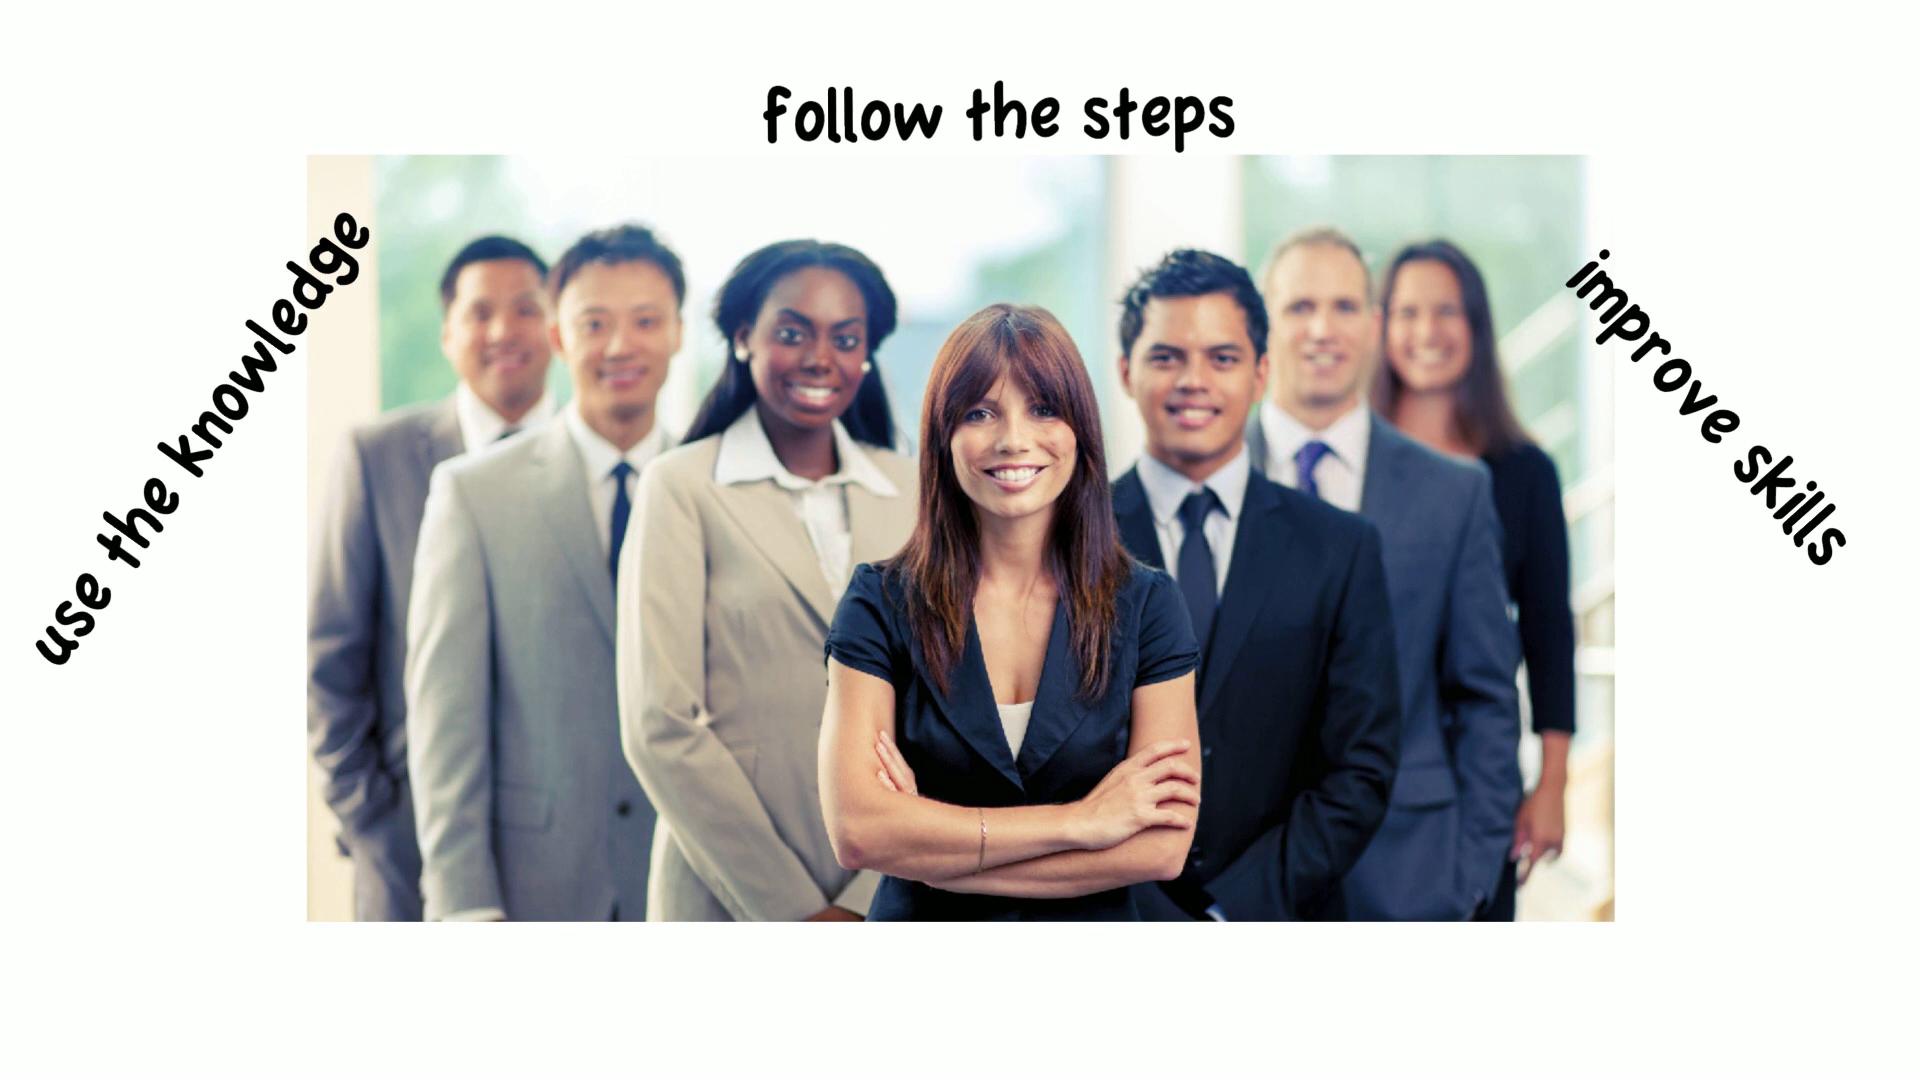 use the knowledge
follow the steps
improve skills